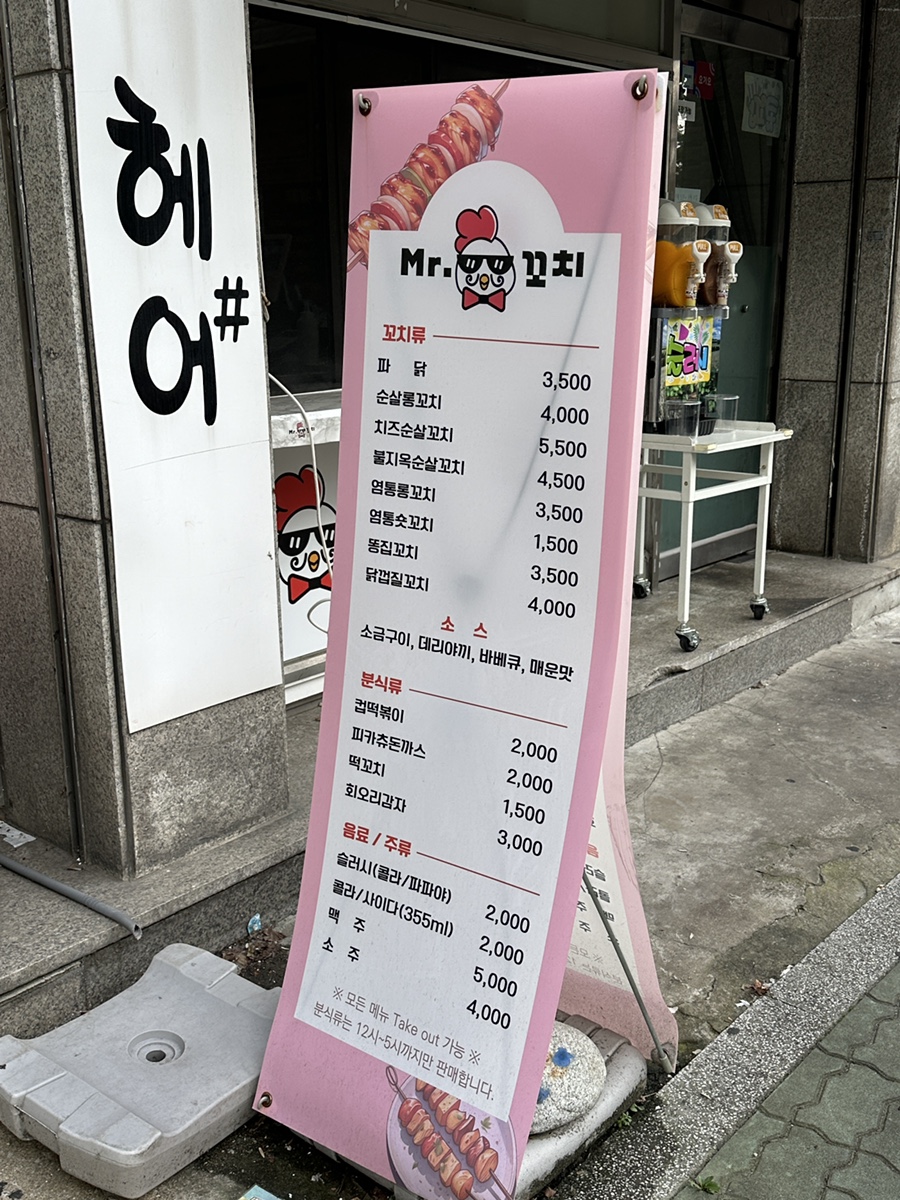 헤
어#
Mr. 꼬치
꼬치류
파 닭 3,500
순살롱꼬치 4,000
치즈순살꼬치 5,500
불지옥순살꼬치 4,500
염통롱꼬치 3,500
염통숏꼬치 1,500
똥집꼬치 3,500
닭껍질꼬치 4,000
소 스
소금구이, 데리야끼, 바베큐, 매운맛
분식류
컵떡볶이 2,000
피카츄돈까스 2,000
떡꼬치 1,500
회오리감자 3,000
음료 / 주류
슬러시(콜라/파파야) 2,000
콜라/사이다(355ml) 2,000
맥 주 5,000
소 주 4,000
※ 모든 메뉴 Take out 가능 ※
분식류는 12시~5시까지만 판매합니다.